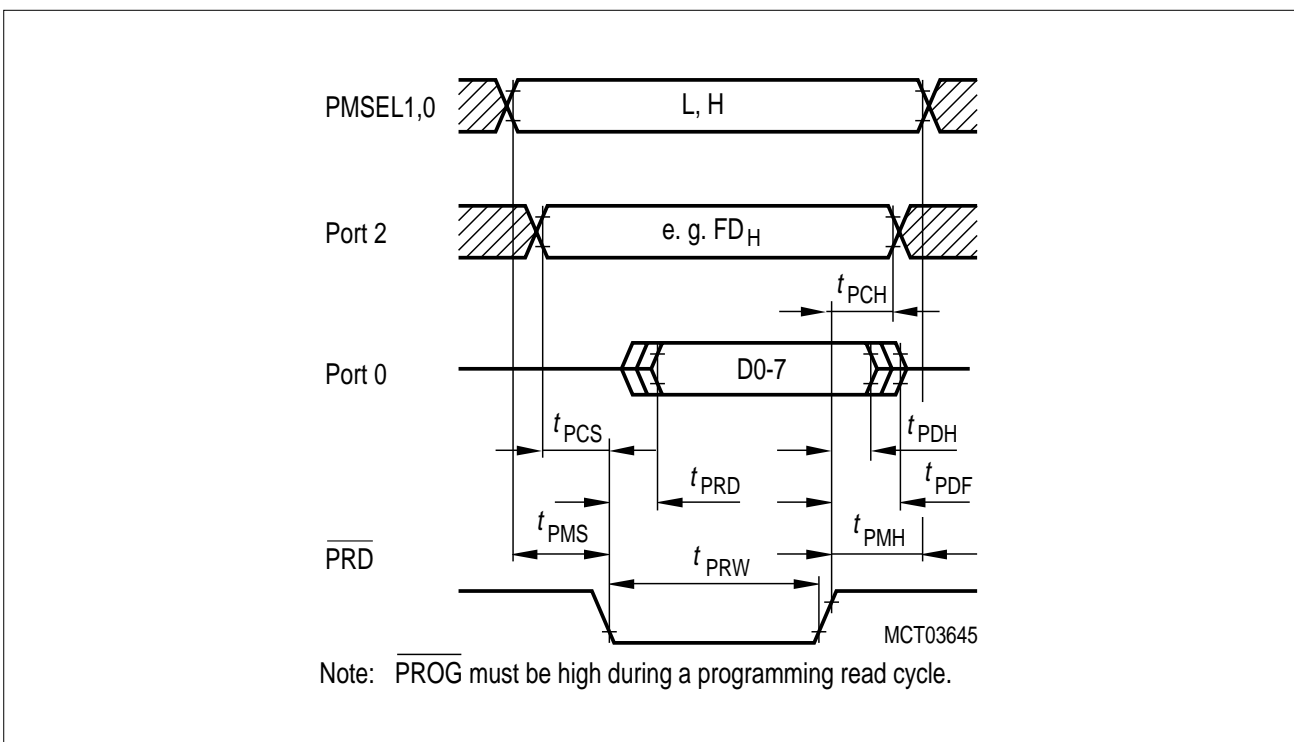 PMSEL1,0
L, H
Port 2
e. g. FDH
tPCH
Port 0
D0-7
tPCS
tPDH
tPRD
tPDF
tPMS
tPMH
PRD
tPRW
MCT03645
Note: PROG must be high during a programming read cycle.